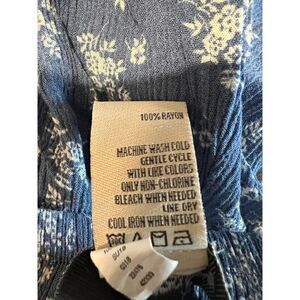 100% RAYON
MACHINE WASH COLD
GENTLE CYCLE
WITH LIKE COLORS
ONLY NON-CHLORINE
BLEACH WHEN NEEDED
LINE DRY
COOL IRON WHEN NEEDED